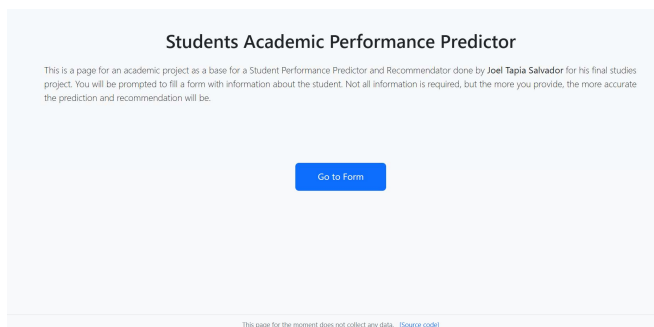 Students Academic Performance Predictor
This is a page for an academic project as a base for a Student Performance Predictor and Recommendator done by Joel Tapia Salvador for his final studies
project. You will be prompted to fill a form with information about the student. Not all information is required, but the more you provide, the more accurate
the prediction and recommendation will be.
Go to Form
This page for the moment does not collect any data. [Source code]